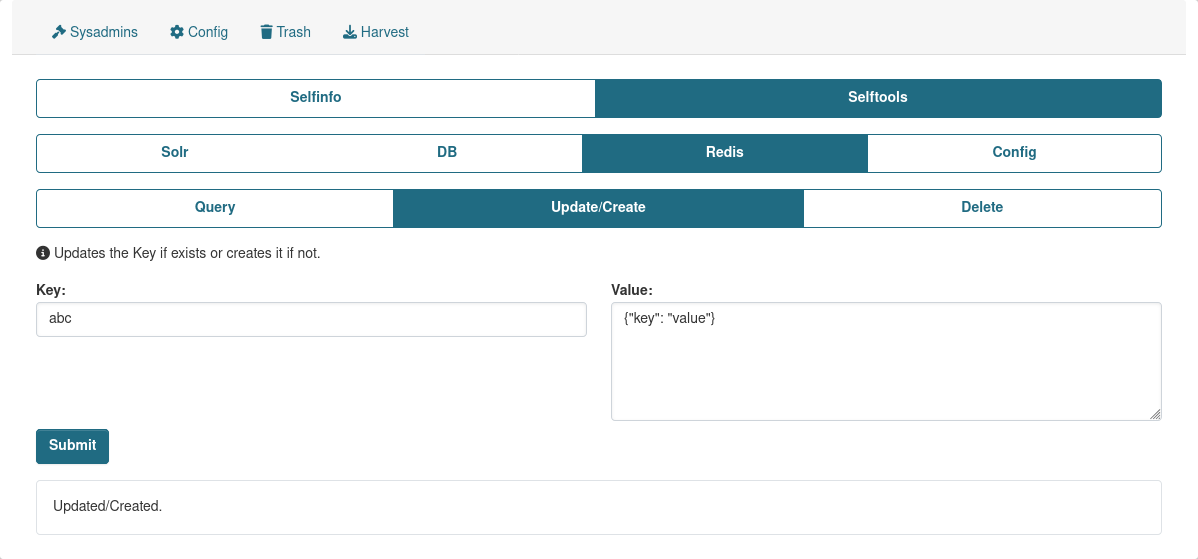 Sysadmins Config Trash Harvest
Selfinfo Selftools
Solr DB Redis Config
Query Update/Create Delete
Updates the Key if exists or creates it if not.
Key: Value:
abc {"key": "value"}
Submit
Updated/Created.